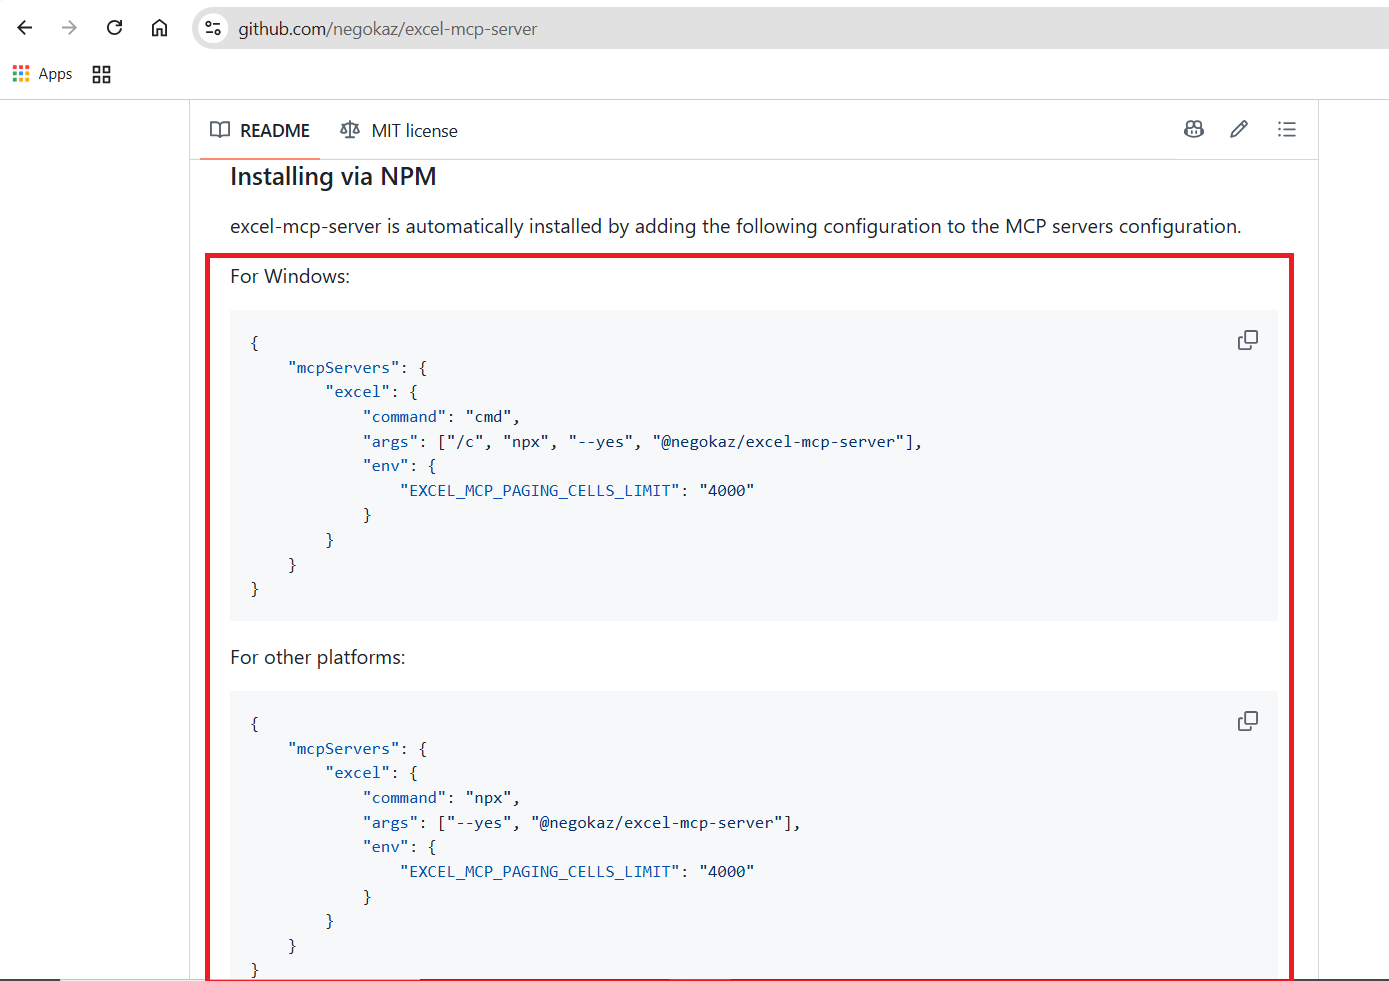 github.com/negokaz/excel-mcp-server
Apps
README
MIT license
Installing via NPM
excel-mcp-server is automatically installed by adding the following configuration to the MCP servers configuration.
For Windows:
{
    "mcpServers": {
        "excel": {
            "command": "cmd",
            "args": ["/c", "npx", "--yes", "@negokaz/excel-mcp-server"],
            "env": {
                "EXCEL_MCP_PAGING_CELLS_LIMIT": "4000"
            }
        }
    }
}
For other platforms:
{
    "mcpServers": {
        "excel": {
            "command": "npx",
            "args": ["--yes", "@negokaz/excel-mcp-server"],
            "env": {
                "EXCEL_MCP_PAGING_CELLS_LIMIT": "4000"
            }
        }
    }
}